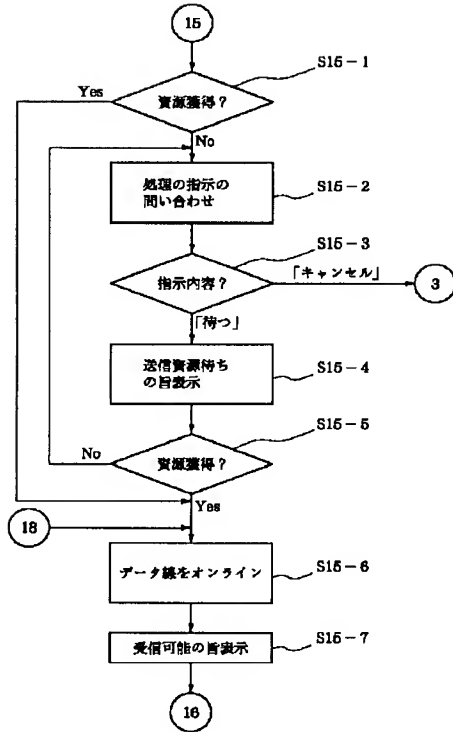 15
S15-1
Yes
資源獲得?
No
処理の指示の
問い合わせ
S15-2
S15-3
指示内容?
「キャンセル」
3
「待つ」
送信資源待ち
の旨表示
S15-4
S15-5
No
資源獲得?
Yes
18
データ線をオンライン
S15-6
受信可能の旨表示
S15-7
16